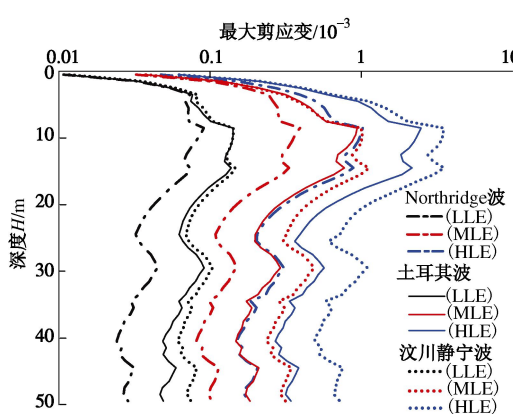 最大剪应变/10⁻³
0.01 0.1 1
0
10
20
30
40
50
深度H/m
Northridge波
(LLE)
(MLE)
(HLE)
土耳其波
(LLE)
(MLE)
(HLE)
汶川静宁波
(LLE)
(MLE)
(HLE)